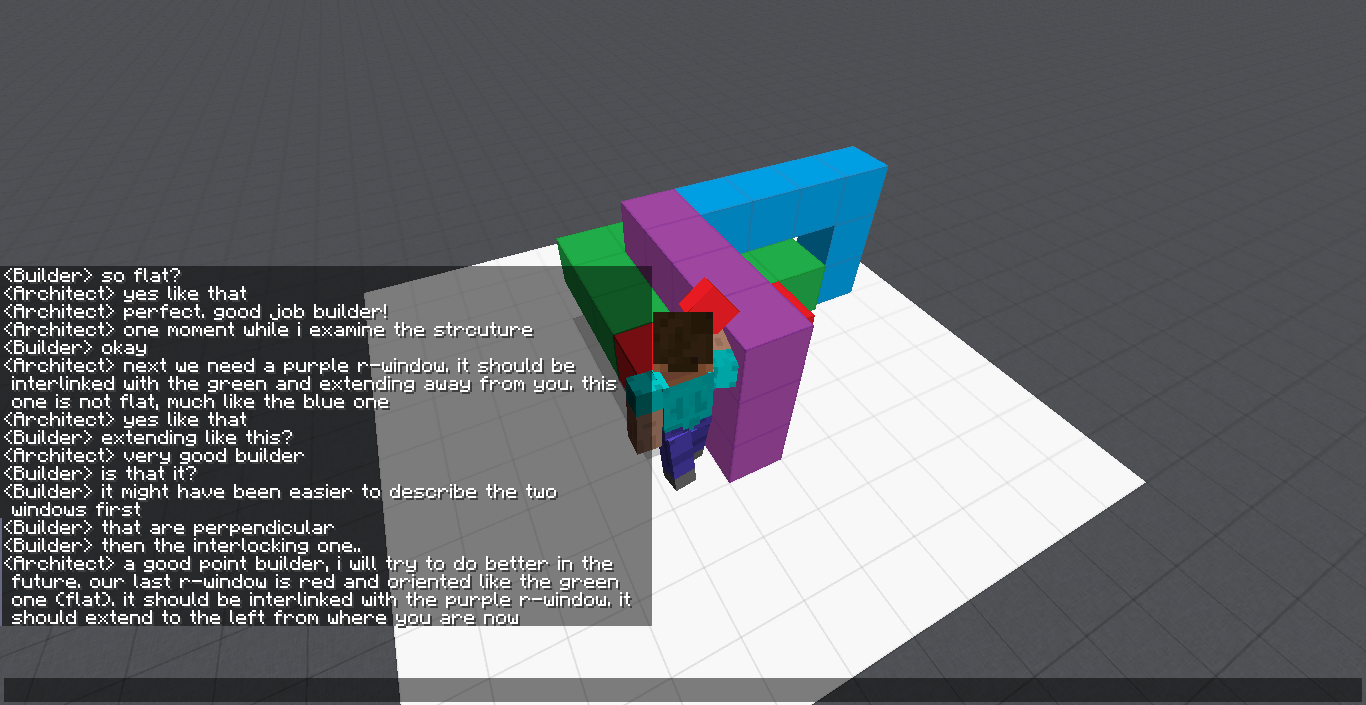 <Builder> so flat?
<Architect> yes like that
<Architect> perfect. good job builder!
<Architect> one moment while i examine the strcuture
<Builder> okay
<Architect> next we need a purple r-window. it should be
interlinked with the green and extending away from you. this
one is not flat, much like the blue one
<Architect> yes like that
<Builder> extending like this?
<Architect> very good builder
<Builder> is that it?
<Builder> it might have been easier to describe the two
windows first
<Builder> that are perpendicular
<Builder> then the interlocking one..
<Architect> a good point builder, i will try to do better in the
future. our last r-window is red and oriented like the green
one (flat). it should be interlinked with the purple r-window. it
should extend to the left from where you are now